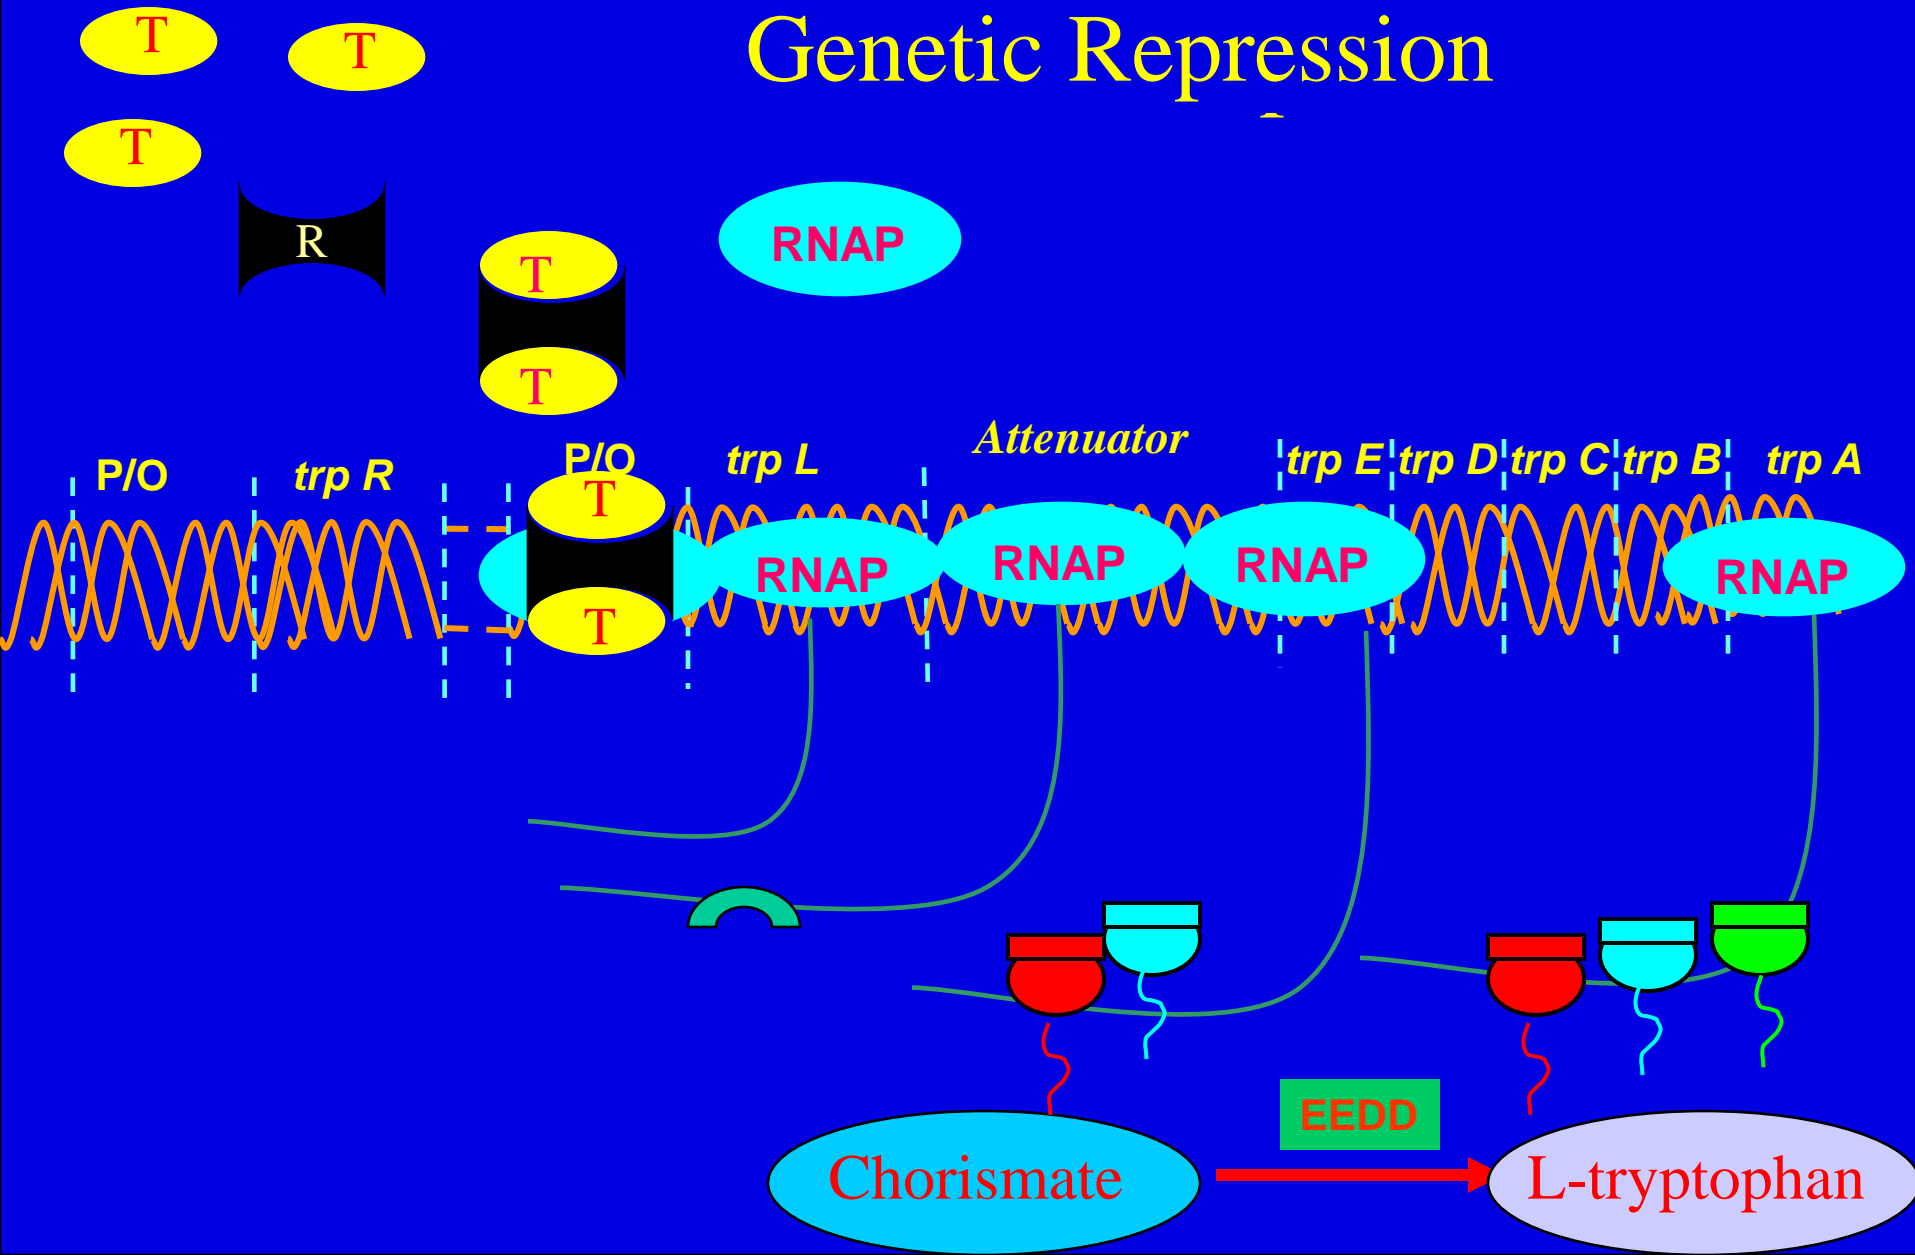 Genetic Repression
T
T
T
R
RNAP
T
T
Attenuator
P/O
trp R
P/O
trp L
trp E
trp D
trp C
trp B
trp A
T
RNAP
RNAP
RNAP
RNAP
T
EEDD
Chorismate
L-tryptophan